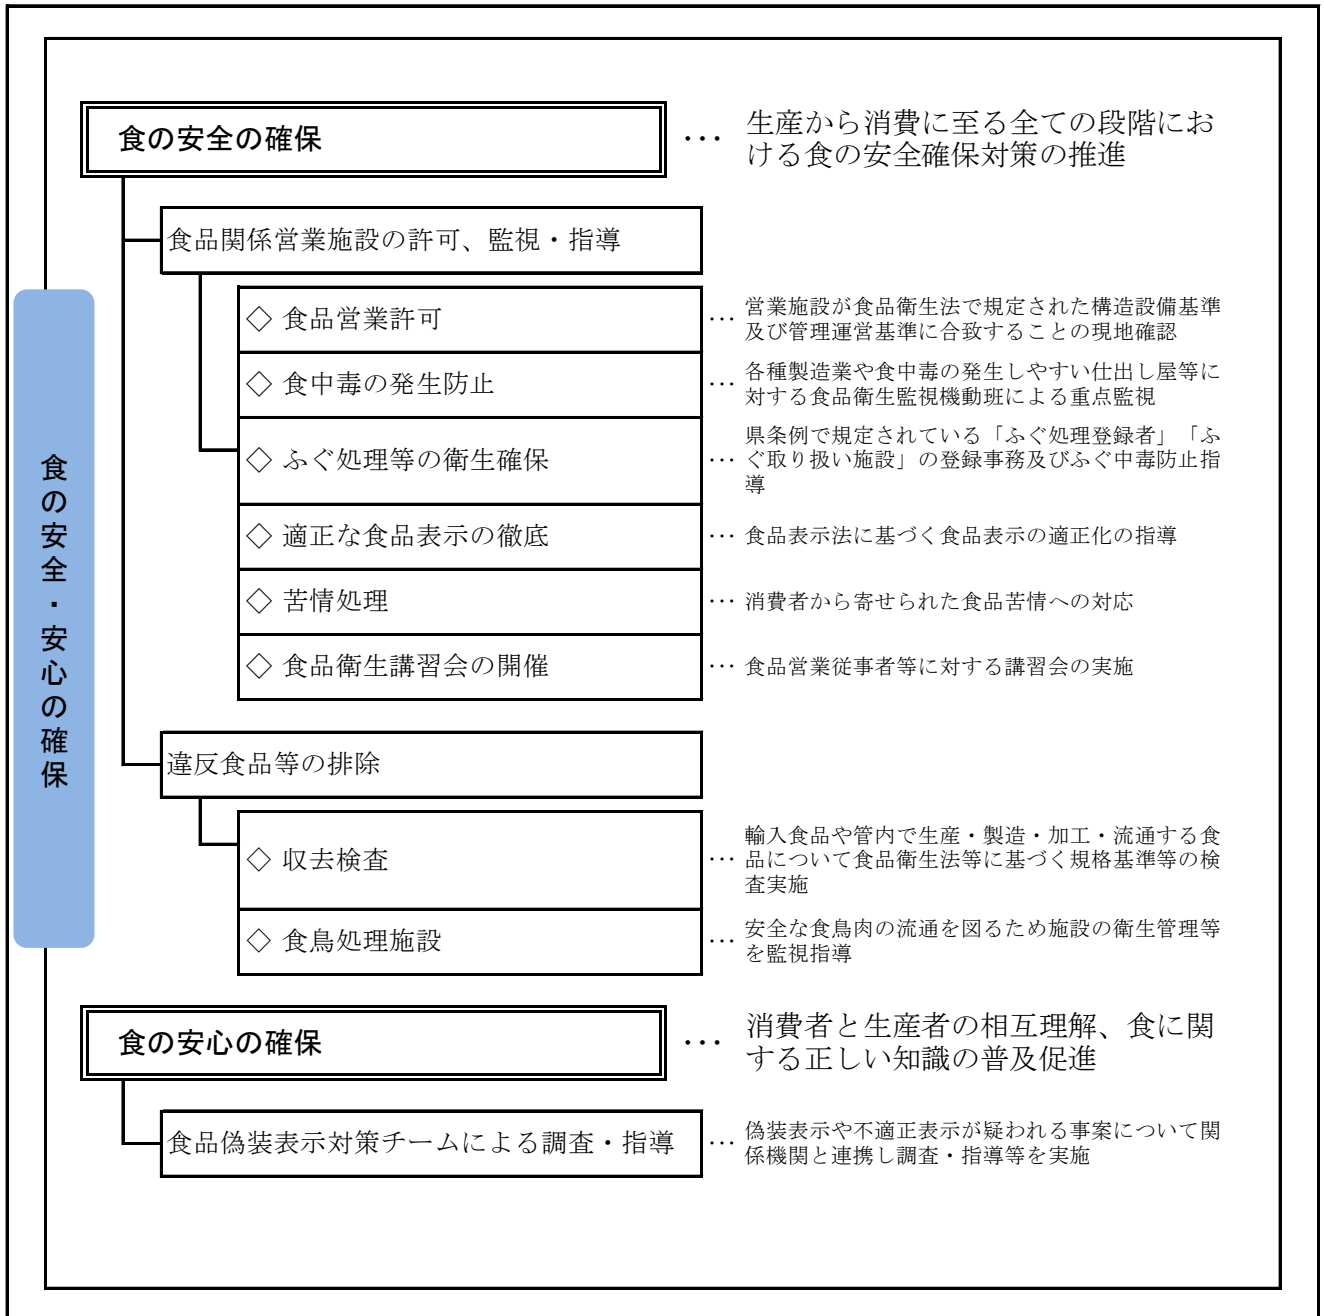 食の安全・安心の確保
食の安全の確保
… 生産から消費に至る全ての段階にお
ける食の安全確保対策の推進
食品関係営業施設の許可、監視・指導
◇ 食品営業許可
… 営業施設が食品衛生法で規定された構造設備基準
及び管理運営基準に合致することの現地確認
◇ 食中毒の発生防止
… 各種製造業や食中毒の発生しやすい仕出し屋等に
対する食品衛生監視機動班による重点監視
◇ ふぐ処理等の衛生確保
県条例で規定されている「ふぐ処理登録者」「ふ
… ぐ取り扱い施設」の登録事務及びふぐ中毒防止指
導
◇ 適正な食品表示の徹底
… 食品表示法に基づく食品表示の適正化の指導
◇ 苦情処理
… 消費者から寄せられた食品苦情への対応
◇ 食品衛生講習会の開催
… 食品営業従事者等に対する講習会の実施
違反食品等の排除
◇ 収去検査
輸入食品や管内で生産・製造・加工・流通する食
… 品について食品衛生法等に基づく規格基準等の検
査実施
◇ 食鳥処理施設
… 安全な食鳥肉の流通を図るため施設の衛生管理等
を監視指導
食の安心の確保
… 消費者と生産者の相互理解、食に関
する正しい知識の普及促進
食品偽装表示対策チームによる調査・指導
… 偽装表示や不適正表示が疑われる事案について関
係機関と連携し調査・指導等を実施